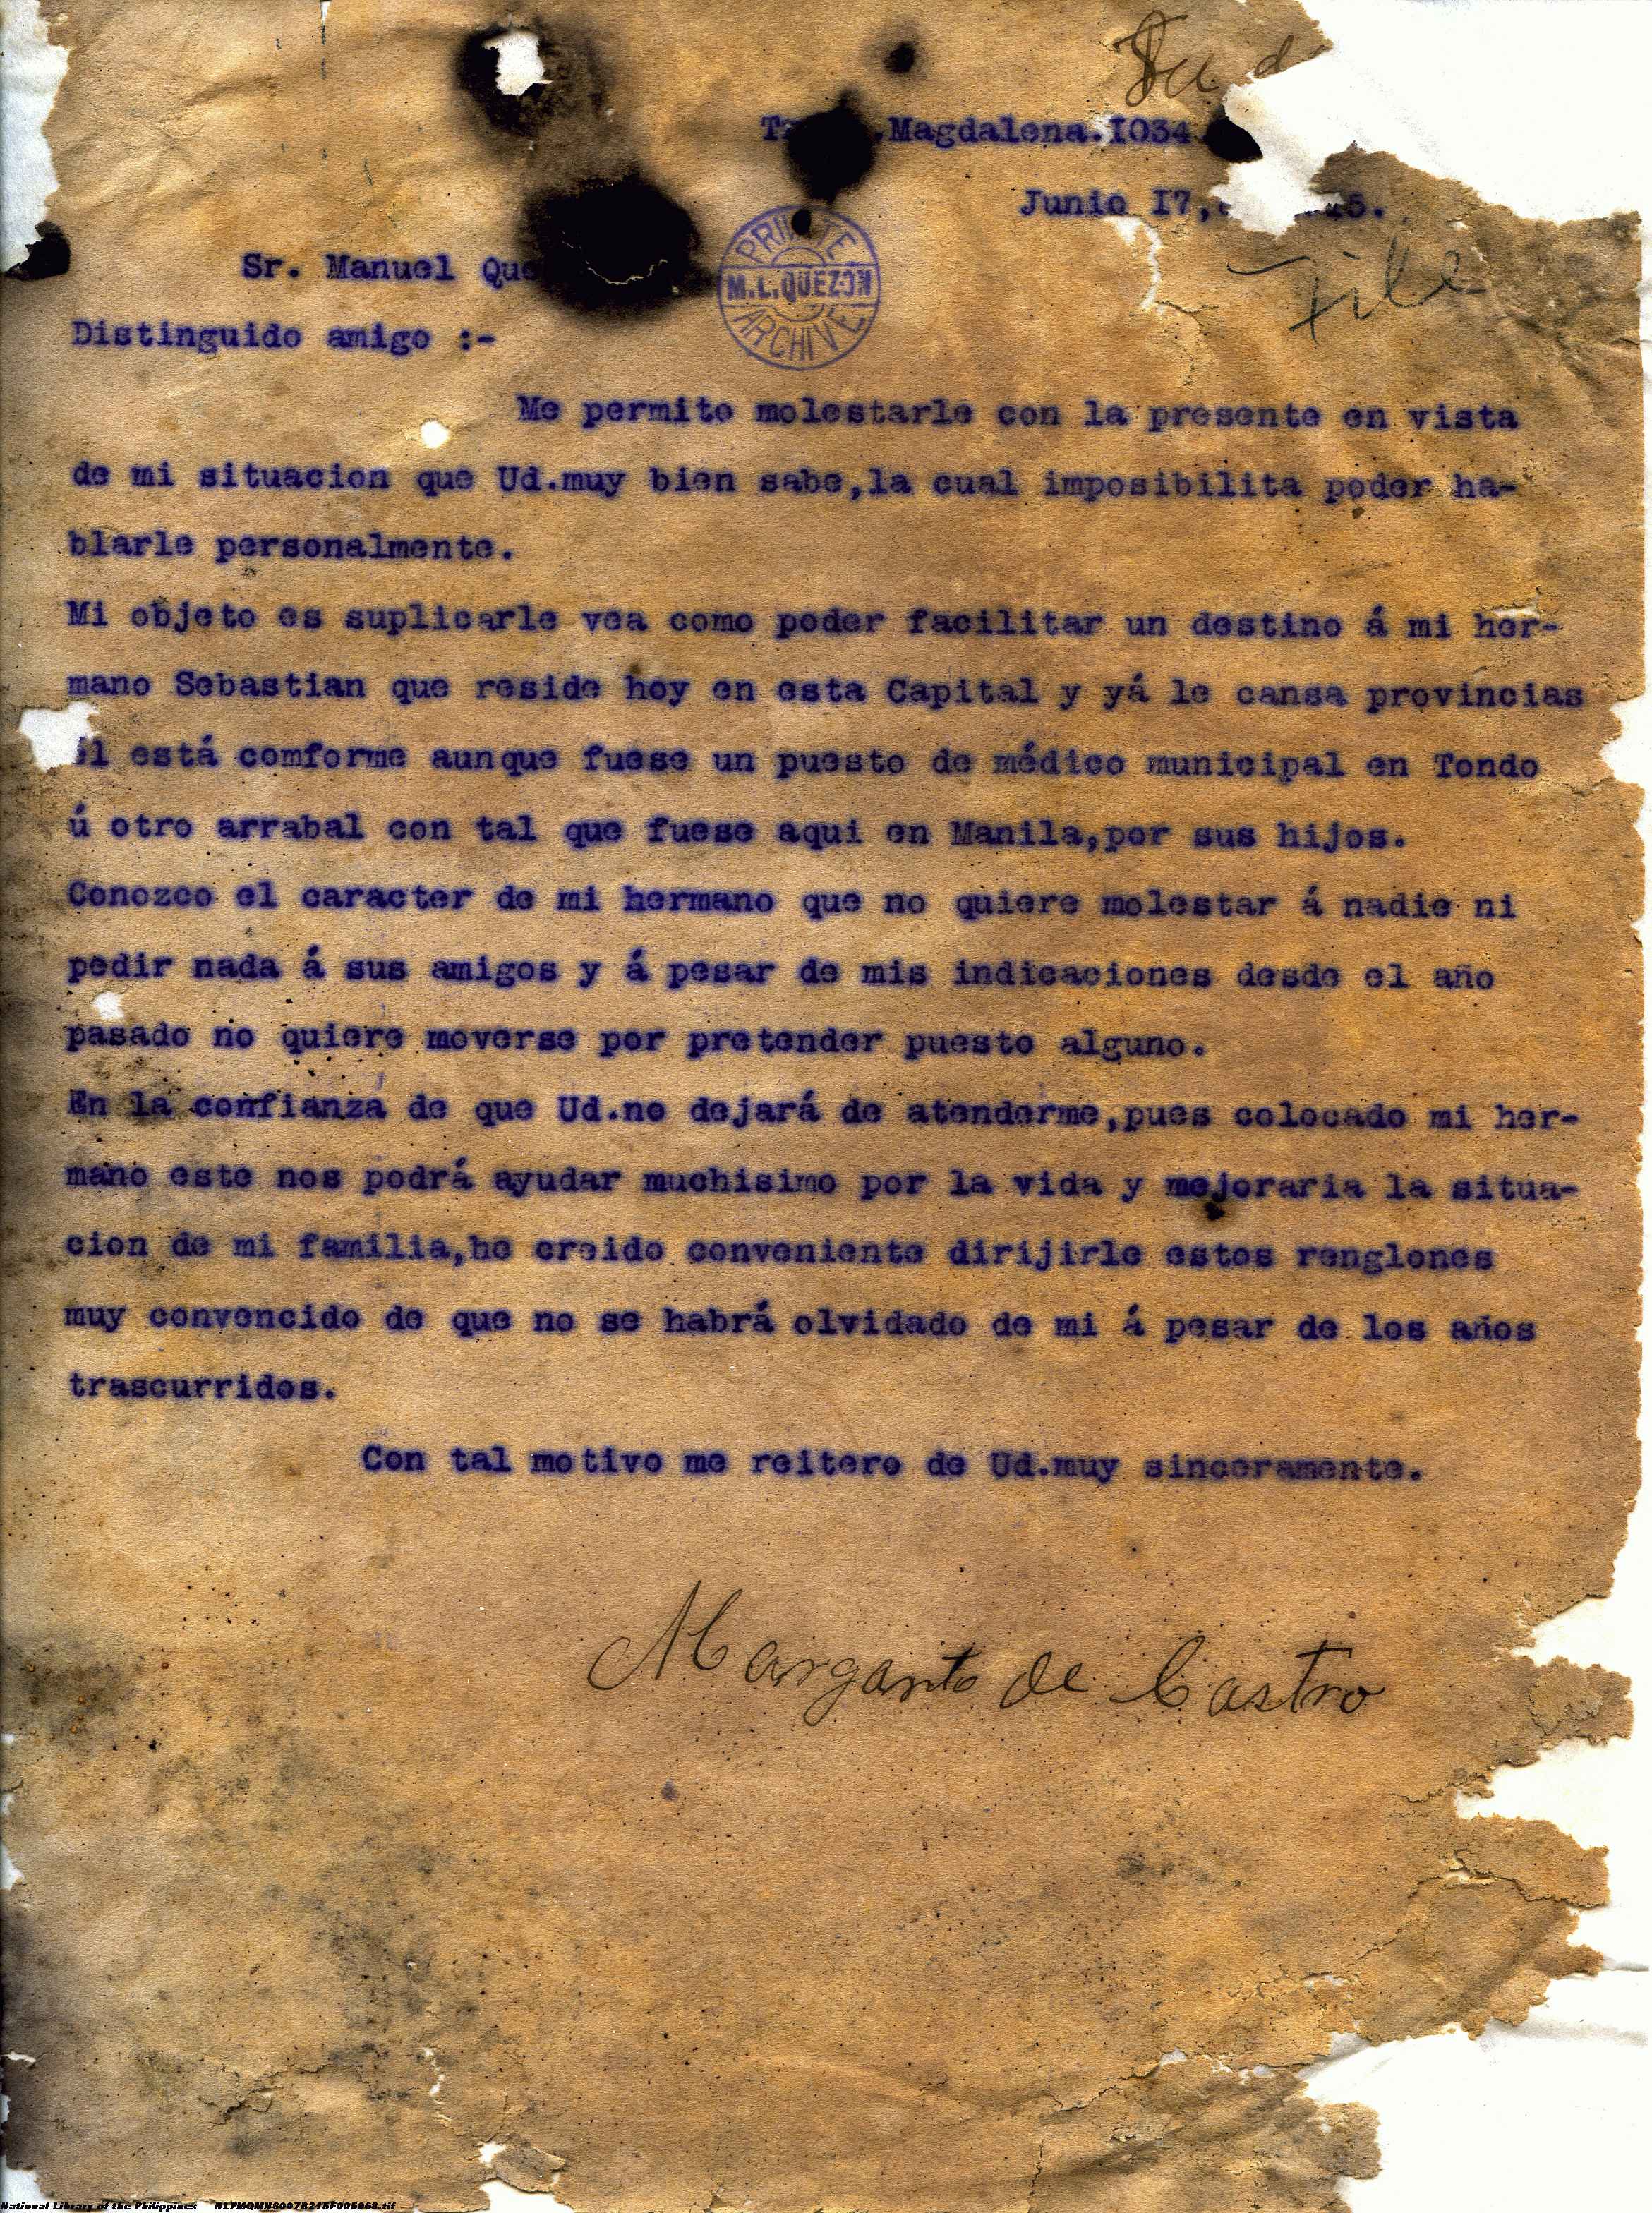 Magdalena.I034
Junio I7,
PRIVATE
M.L.QUEZON
ARCHIVE
File
Sr. Manuel Que
Distinguido amigo :-
Me permito molestarle con la presente en vista
de mi situacion que Ud.muy bien sabe,la cual imposibilita poder ha-
blarle personalmente.
Mi objeto es suplicarle vea como poder facilitar un destino á mi her-
mano Sebastian que reside hoy en esta Capital y yá le cansa provincias
él está comforme aunque fuese un puesto de médico municipal en Tondo
ú otro arrabal con tal que fuese aqui en Manila,por sus hijos.
Conozco el caracter de mi hermano que no quiere molestar á nadie ni
pedir nada á sus amigos y á pesar de mis indicaciones desde el año
pasado no quiere moverse por pretender puesto alguno.
En la confianza de que Ud.no dejará de atenderme,pues colocado mi her-
mano este nos podrá ayudar muchisimo por la vida y mejoraria la situa-
cion de mi familia,he creido conveniente dirijirle estos renglones
muy convencido de que no se habrá olvidado de mi á pesar de los años
trascurridos.
Con tal motivo me reitero de Ud.muy sinceramente.
Margarito de Castro
National Library of the Philippines NLPMQMNS007B245F005063.tif